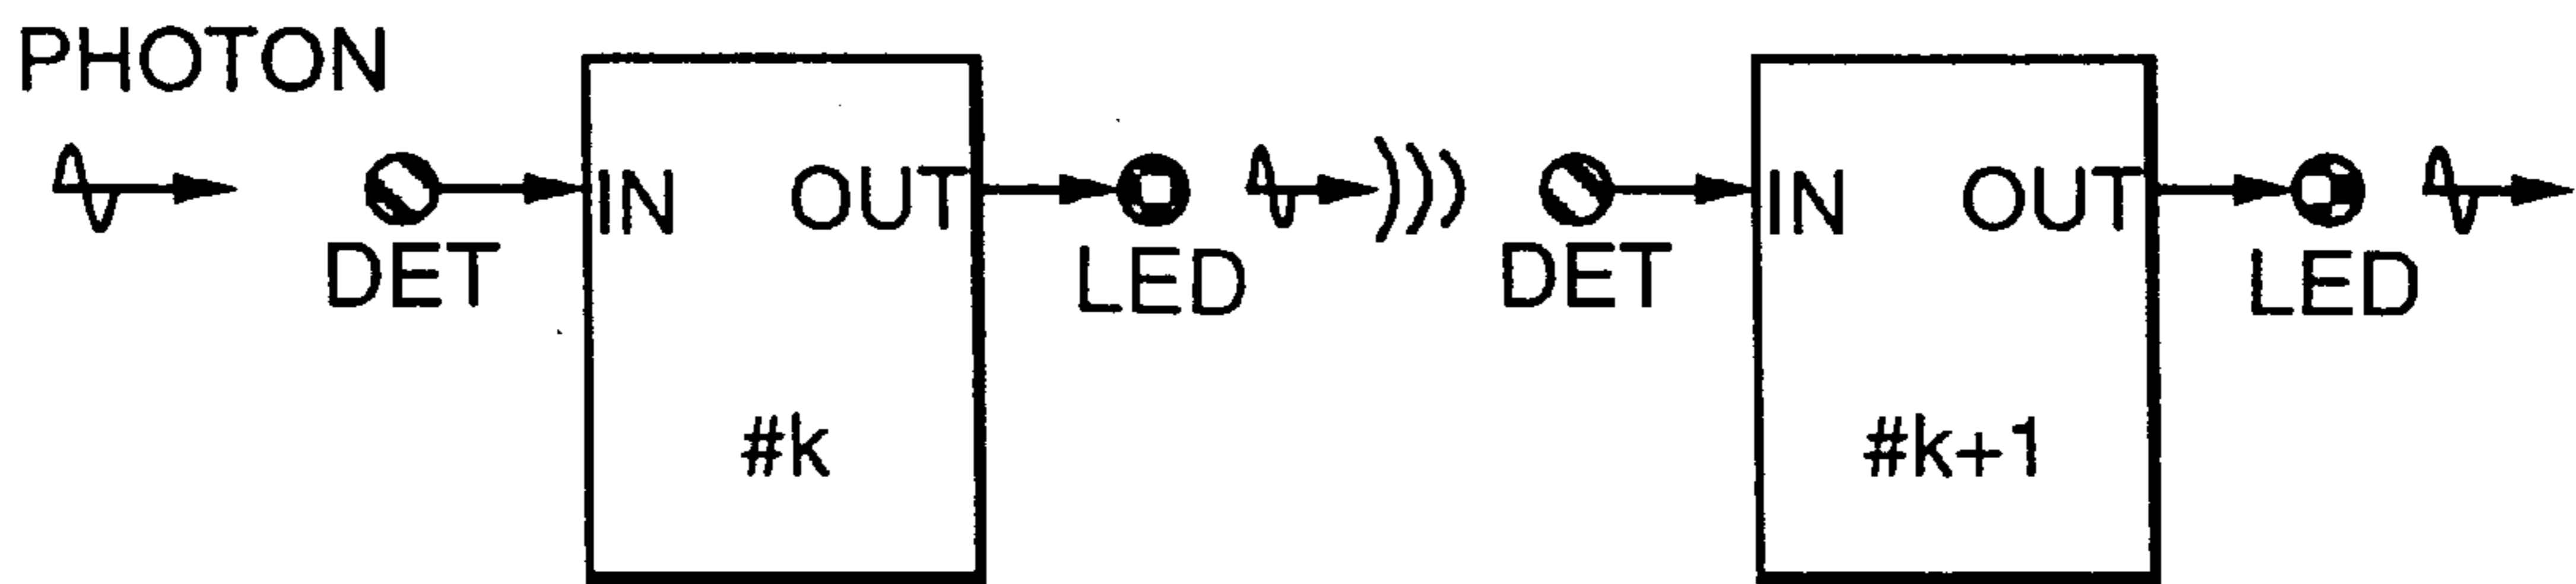 PHOTON
IN OUT IN OUT
DET LED DET LED
#k #k+1